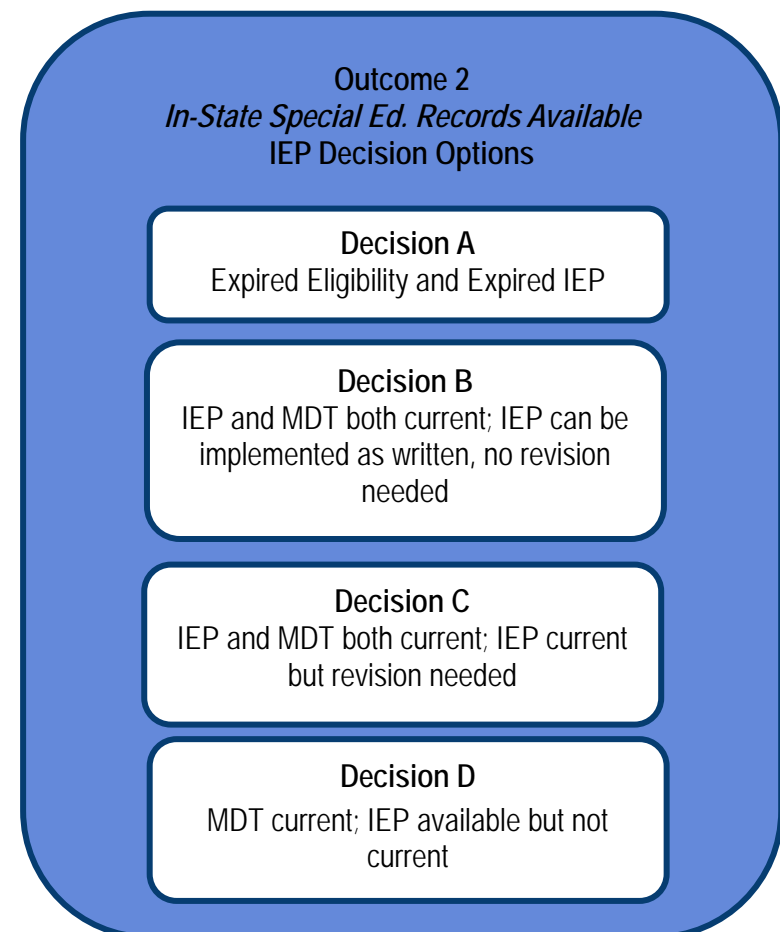 Outcome 2
In-State Special Ed. Records Available
IEP Decision Options
Decision A
Expired Eligibility and Expired IEP
Decision B
IEP and MDT both current; IEP can be
implemented as written, no revision
needed
Decision C
IEP and MDT both current; IEP current
but revision needed
Decision D
MDT current; IEP available but not
current